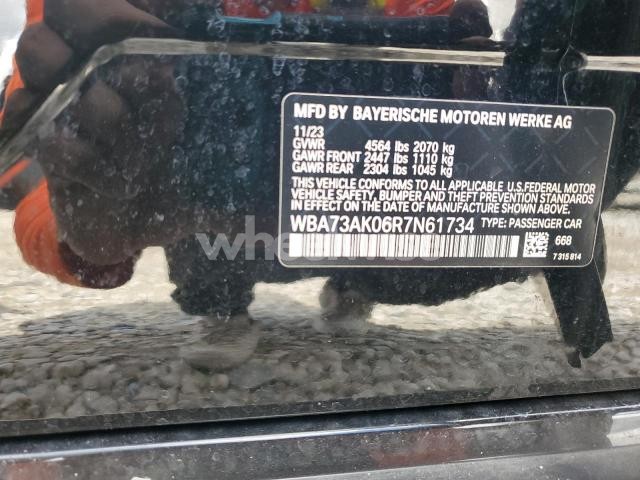 MFD BY BAYERISCHE MOTOREN WERKE AG
11/23
GVWR 4564 lbs 2070 kg
GAWR FRONT 2447 lbs 1110 kg
GAWR REAR 2304 lbs 1045 kg
THIS VEHICLE CONFORMS TO ALL APPLICABLE U.S.FEDERAL MOTOR
VEHICLE SAFETY, BUMPER, AND THEFT PREVENTION STANDARDS
IN EFFECT ON THE DATE OF MANUFACTURE SHOWN ABOVE.
WBA73AK06R7N61734 TYPE: PASSENGER CAR
668
7 315 814